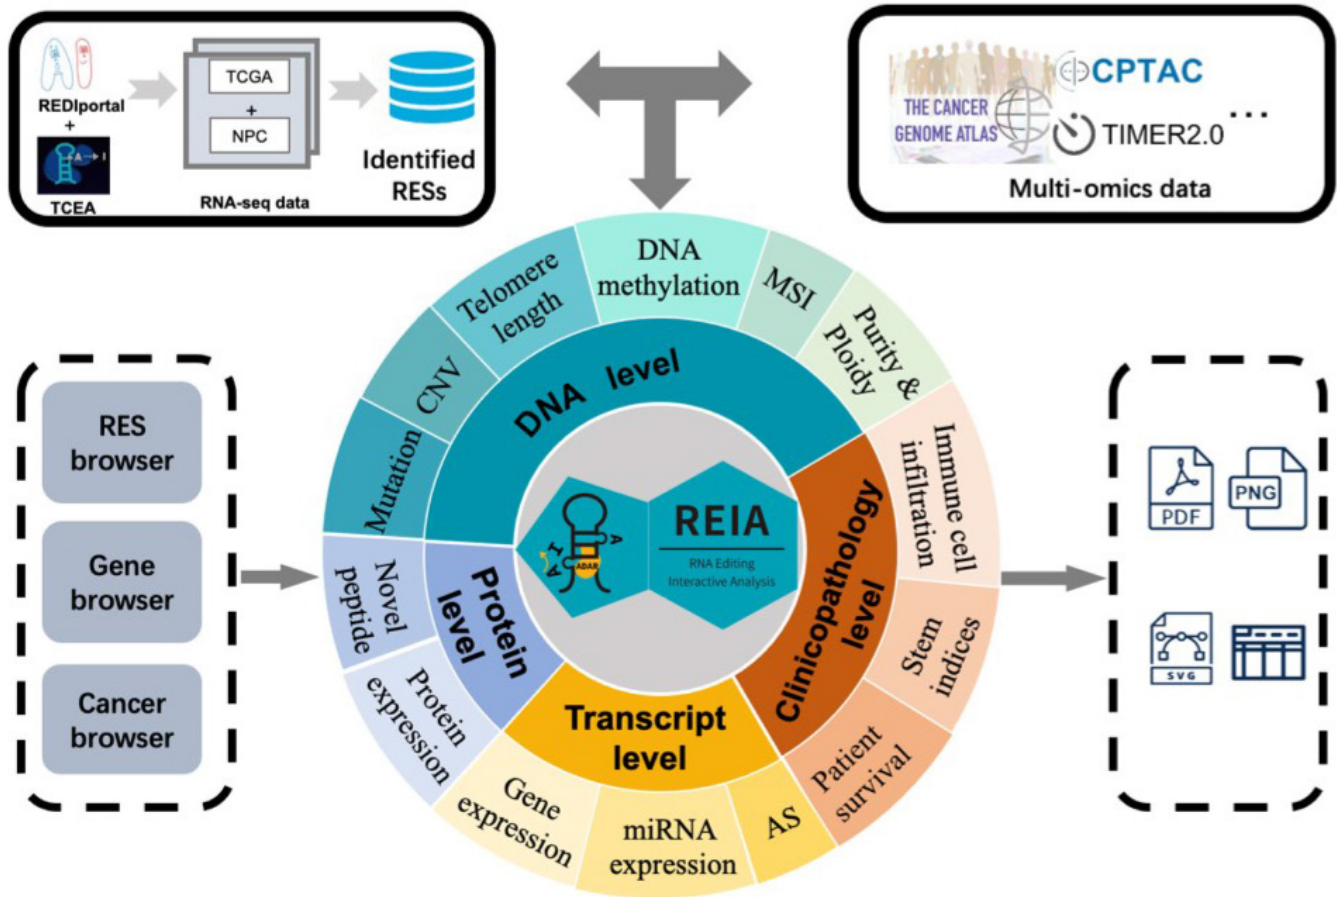 REDIportal
+
TCEA
A
I
TCGA
+
NPC
RNA-seq data
Identified
RESs
THE CANCER
GENOME ATLAS
CPTAC
TIMER2.0
...
Multi-omics data
RES
browser
Gene
browser
Cancer
browser
DNA level
Mutation
CNV
Telomere
length
DNA
methylation
MSI
Purity &
Ploidy
Clinicopathology
level
Immune cell
infiltration
Stem
indices
Patient
survival
Transcript
level
AS
miRNA
expression
Gene
expression
Protein
level
Protein
expression
Novel
peptide
A
I
A
ADAR
REIA
RNA Editing
Interactive Analysis
PDF
PNG
SVG